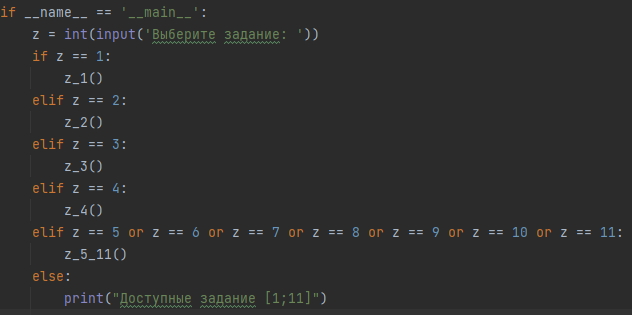 if __name__ == '__main__':
    z = int(input('Выберите задание: '))
    if z == 1:
        z_1()
    elif z == 2:
        z_2()
    elif z == 3:
        z_3()
    elif z == 4:
        z_4()
    elif z == 5 or z == 6 or z == 7 or z == 8 or z == 9 or z == 10 or z == 11:
        z_5_11()
    else:
        print("Доступные задание [1;11]")